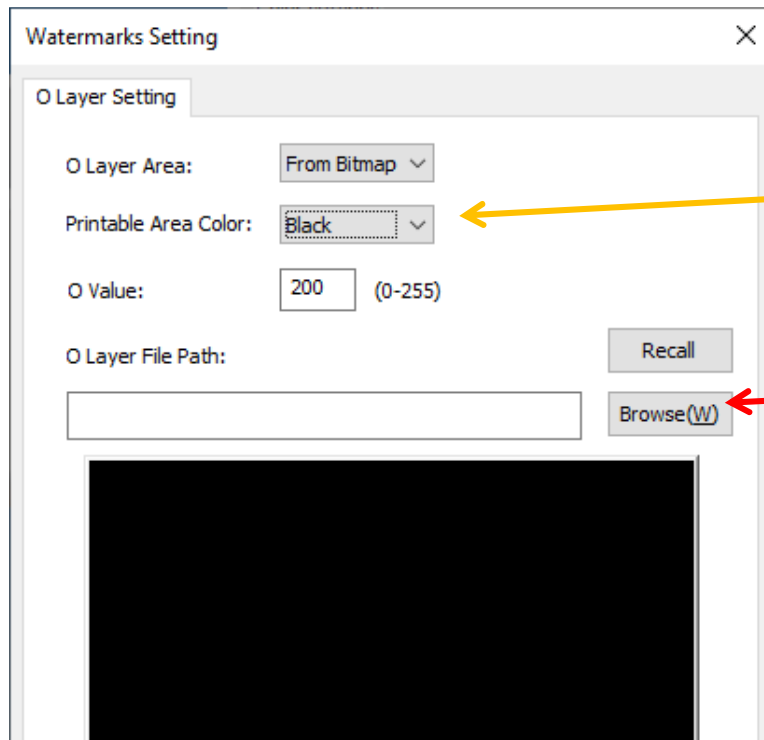 Watermarks Setting
O Layer Setting
O Layer Area: From Bitmap
Printable Area Color: Black
O Value: 200 (0-255)
O Layer File Path: Recall
Browse(W)